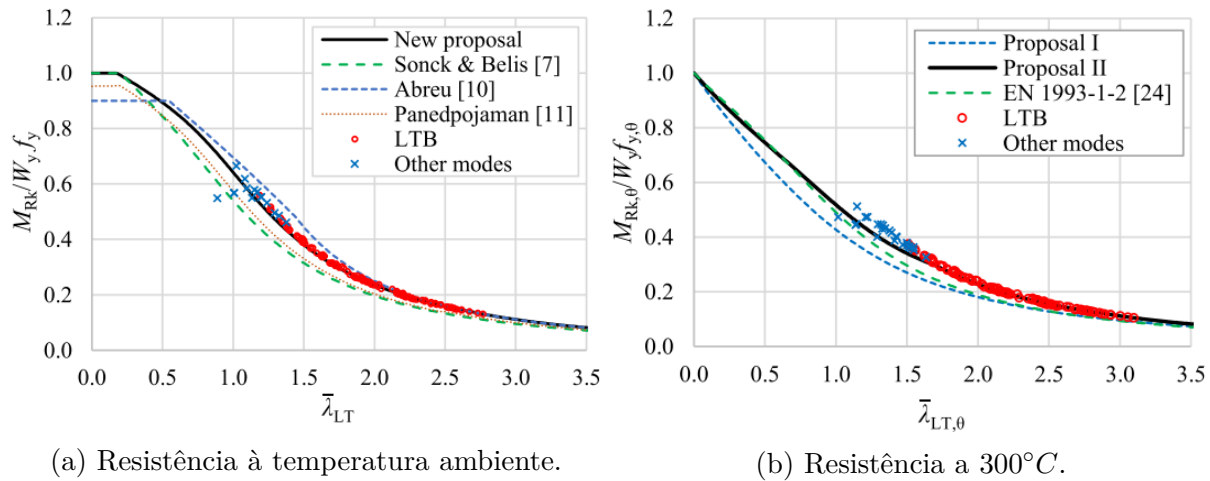 1.2
1.0
0.8
0.6
0.4
0.2
0.0
0.0 0.5 1.0 1.5 2.0 2.5 3.0 3.5
M_Rk/W_y.f_y
λ̄_LT
New proposal
Sonck & Belis [7]
Abreu [10]
Panedpojaman [11]
LTB
Other modes
(a) Resistência à temperatura ambiente.
1.2
1.0
0.8
0.6
0.4
0.2
0.0
0.0 0.5 1.0 1.5 2.0 2.5 3.0 3.5
M_Rk,θ/W_y f_y,θ
λ̄_LT,θ
Proposal I
Proposal II
EN 1993-1-2 [24]
LTB
Other modes
(b) Resistência a 300°C.